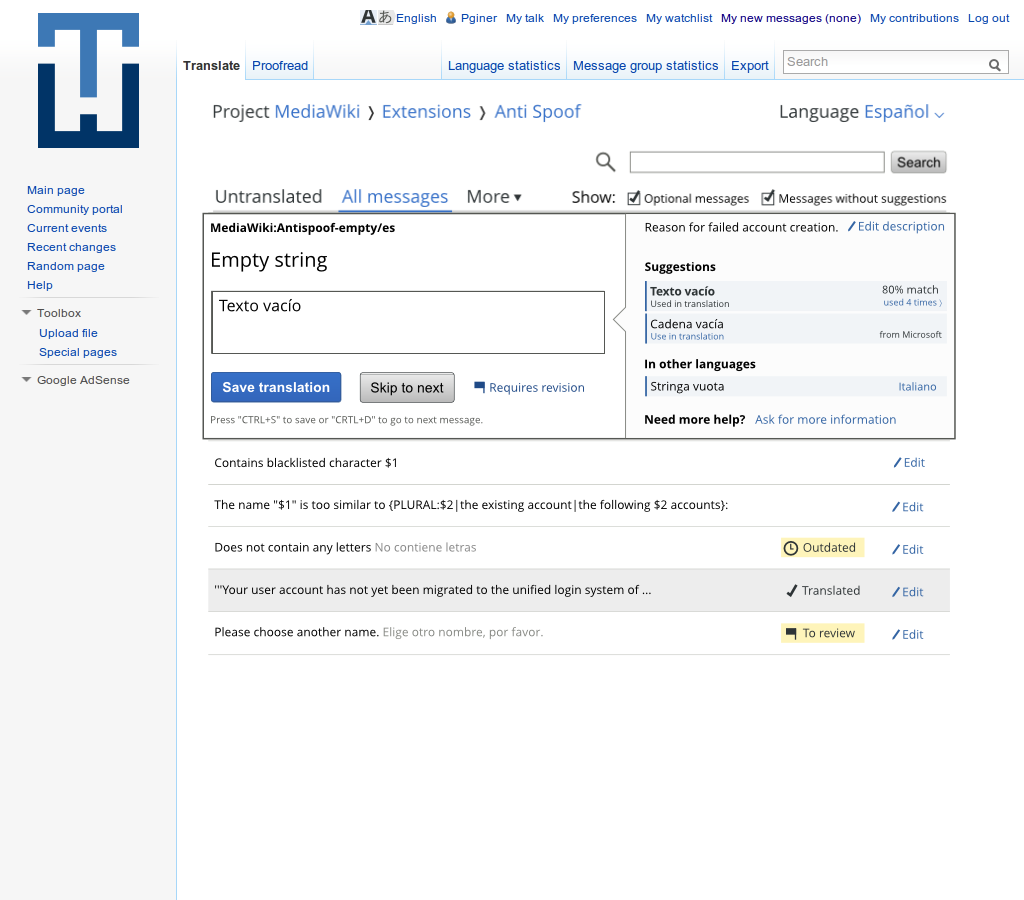 A あ English Pginer My talk My preferences My watchlist My new messages (none) My contributions Log out
Translate Proofread Language statistics Message group statistics Export Search
Project MediaWiki ❭ Extensions ❭ Anti Spoof Language Español
Search
Main page
Community portal
Current events
Recent changes
Random page
Help
Toolbox
Upload file
Special pages
Google AdSense
Untranslated All messages More ▾ Show: Optional messages Messages without suggestions
MediaWiki:Antispoof-empty/es
Empty string
Texto vacío
Save translation Skip to next Requires revision
Press "CTRL+S" to save or "CRTL+D" to go to next message.
Reason for failed account creation. Edit description
Suggestions
Texto vacío 80% match
Used in translation used 4 times ⟩
Cadena vacía
Use in translation from Microsoft
In other languages
Stringa vuota Italiano
Need more help? Ask for more information
Contains blacklisted character $1 Edit
The name "$1" is too similar to {PLURAL:$2|the existing account|the following $2 accounts}: Edit
Does not contain any letters No contiene letras Outdated Edit
'''Your user account has not yet been migrated to the unified login system of ... Translated Edit
Please choose another name. Elige otro nombre, por favor. To review Edit